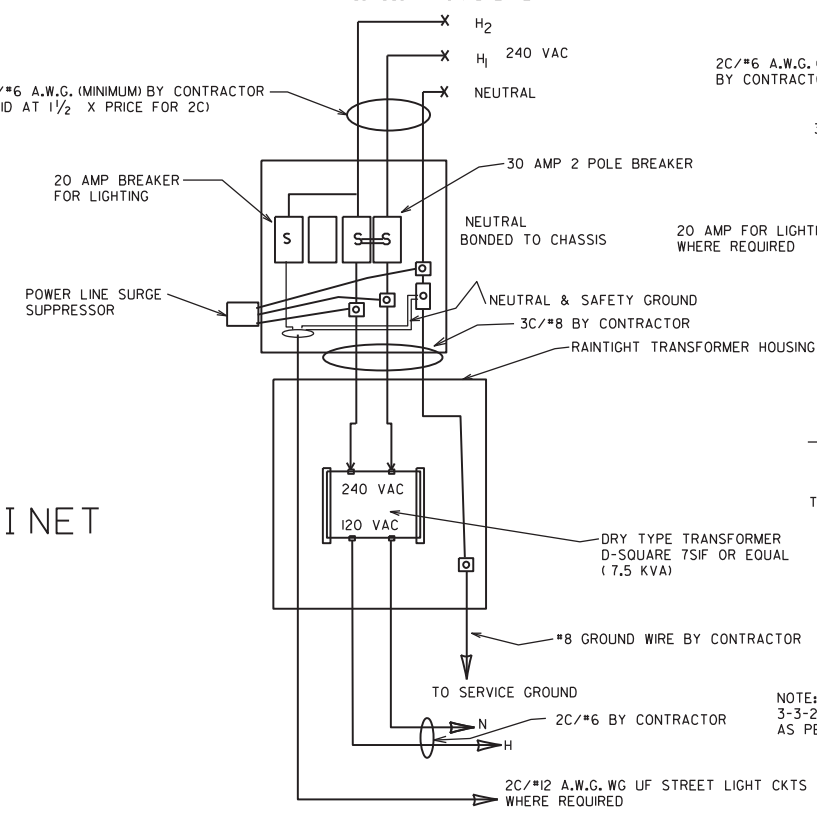 H2
H1 240 VAC
NEUTRAL
/#6 A.W.G. (MINIMUM) BY CONTRACTOR
ID AT 1 1/2 X PRICE FOR 2C)
2C/#6 A.W.G.
BY CONTRACTO
30 AMP 2 POLE BREAKER
20 AMP BREAKER
FOR LIGHTING
S
S
S
NEUTRAL
BONDED TO CHASSIS
20 AMP FOR LIGHTI
WHERE REQUIRED
POWER LINE SURGE
SUPPRESSOR
NEUTRAL & SAFETY GROUND
3C/#8 BY CONTRACTOR
RAINTIGHT TRANSFORMER HOUSING
240 VAC
120 VAC
INET
T
DRY TYPE TRANSFORMER
D-SQUARE 7S1F OR EQUAL
(7.5 KVA)
#8 GROUND WIRE BY CONTRACTOR
TO SERVICE GROUND
NOTE:
3-3-2
AS PE
N
2C/#6 BY CONTRACTOR
H
2C/#12 A.W.G. WG UF STREET LIGHT CKTS
WHERE REQUIRED